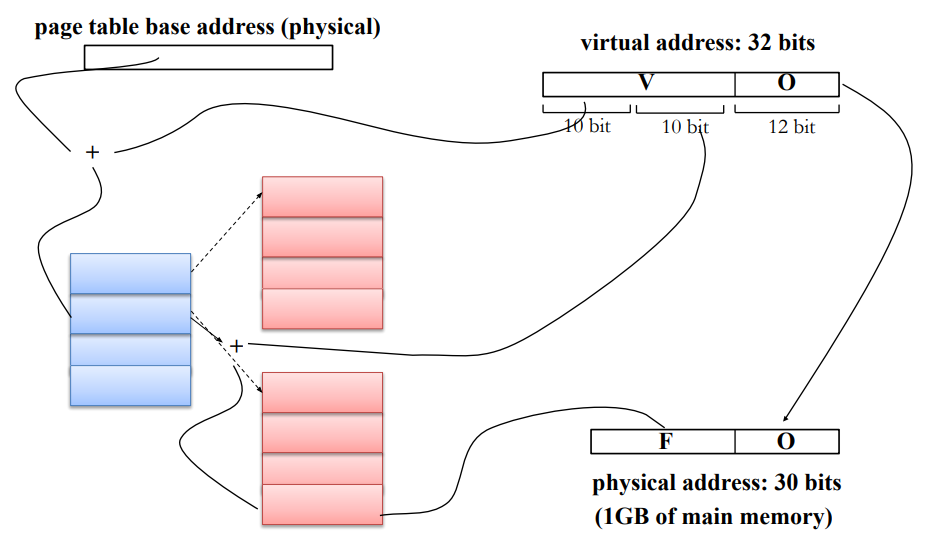 page table base address (physical)
virtual address: 32 bits
V
O
10 bit
10 bit
12 bit
+
+
F
O
physical address: 30 bits
(1GB of main memory)